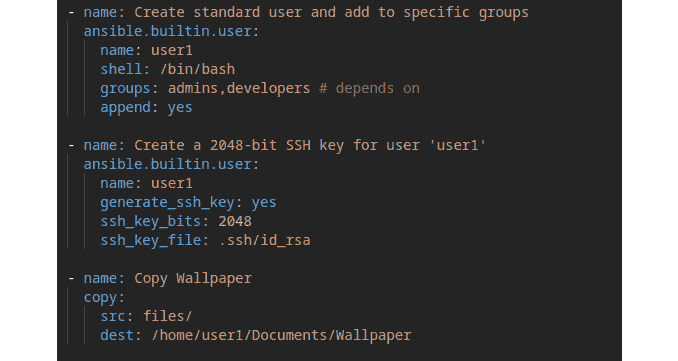 - name: Create standard user and add to specific groups
  ansible.builtin.user:
    name: user1
    shell: /bin/bash
    groups: admins,developers # depends on
    append: yes

- name: Create a 2048-bit SSH key for user 'user1'
  ansible.builtin.user:
    name: user1
    generate_ssh_key: yes
    ssh_key_bits: 2048
    ssh_key_file: .ssh/id_rsa

- name: Copy Wallpaper
  copy:
    src: files/
    dest: /home/user1/Documents/Wallpaper